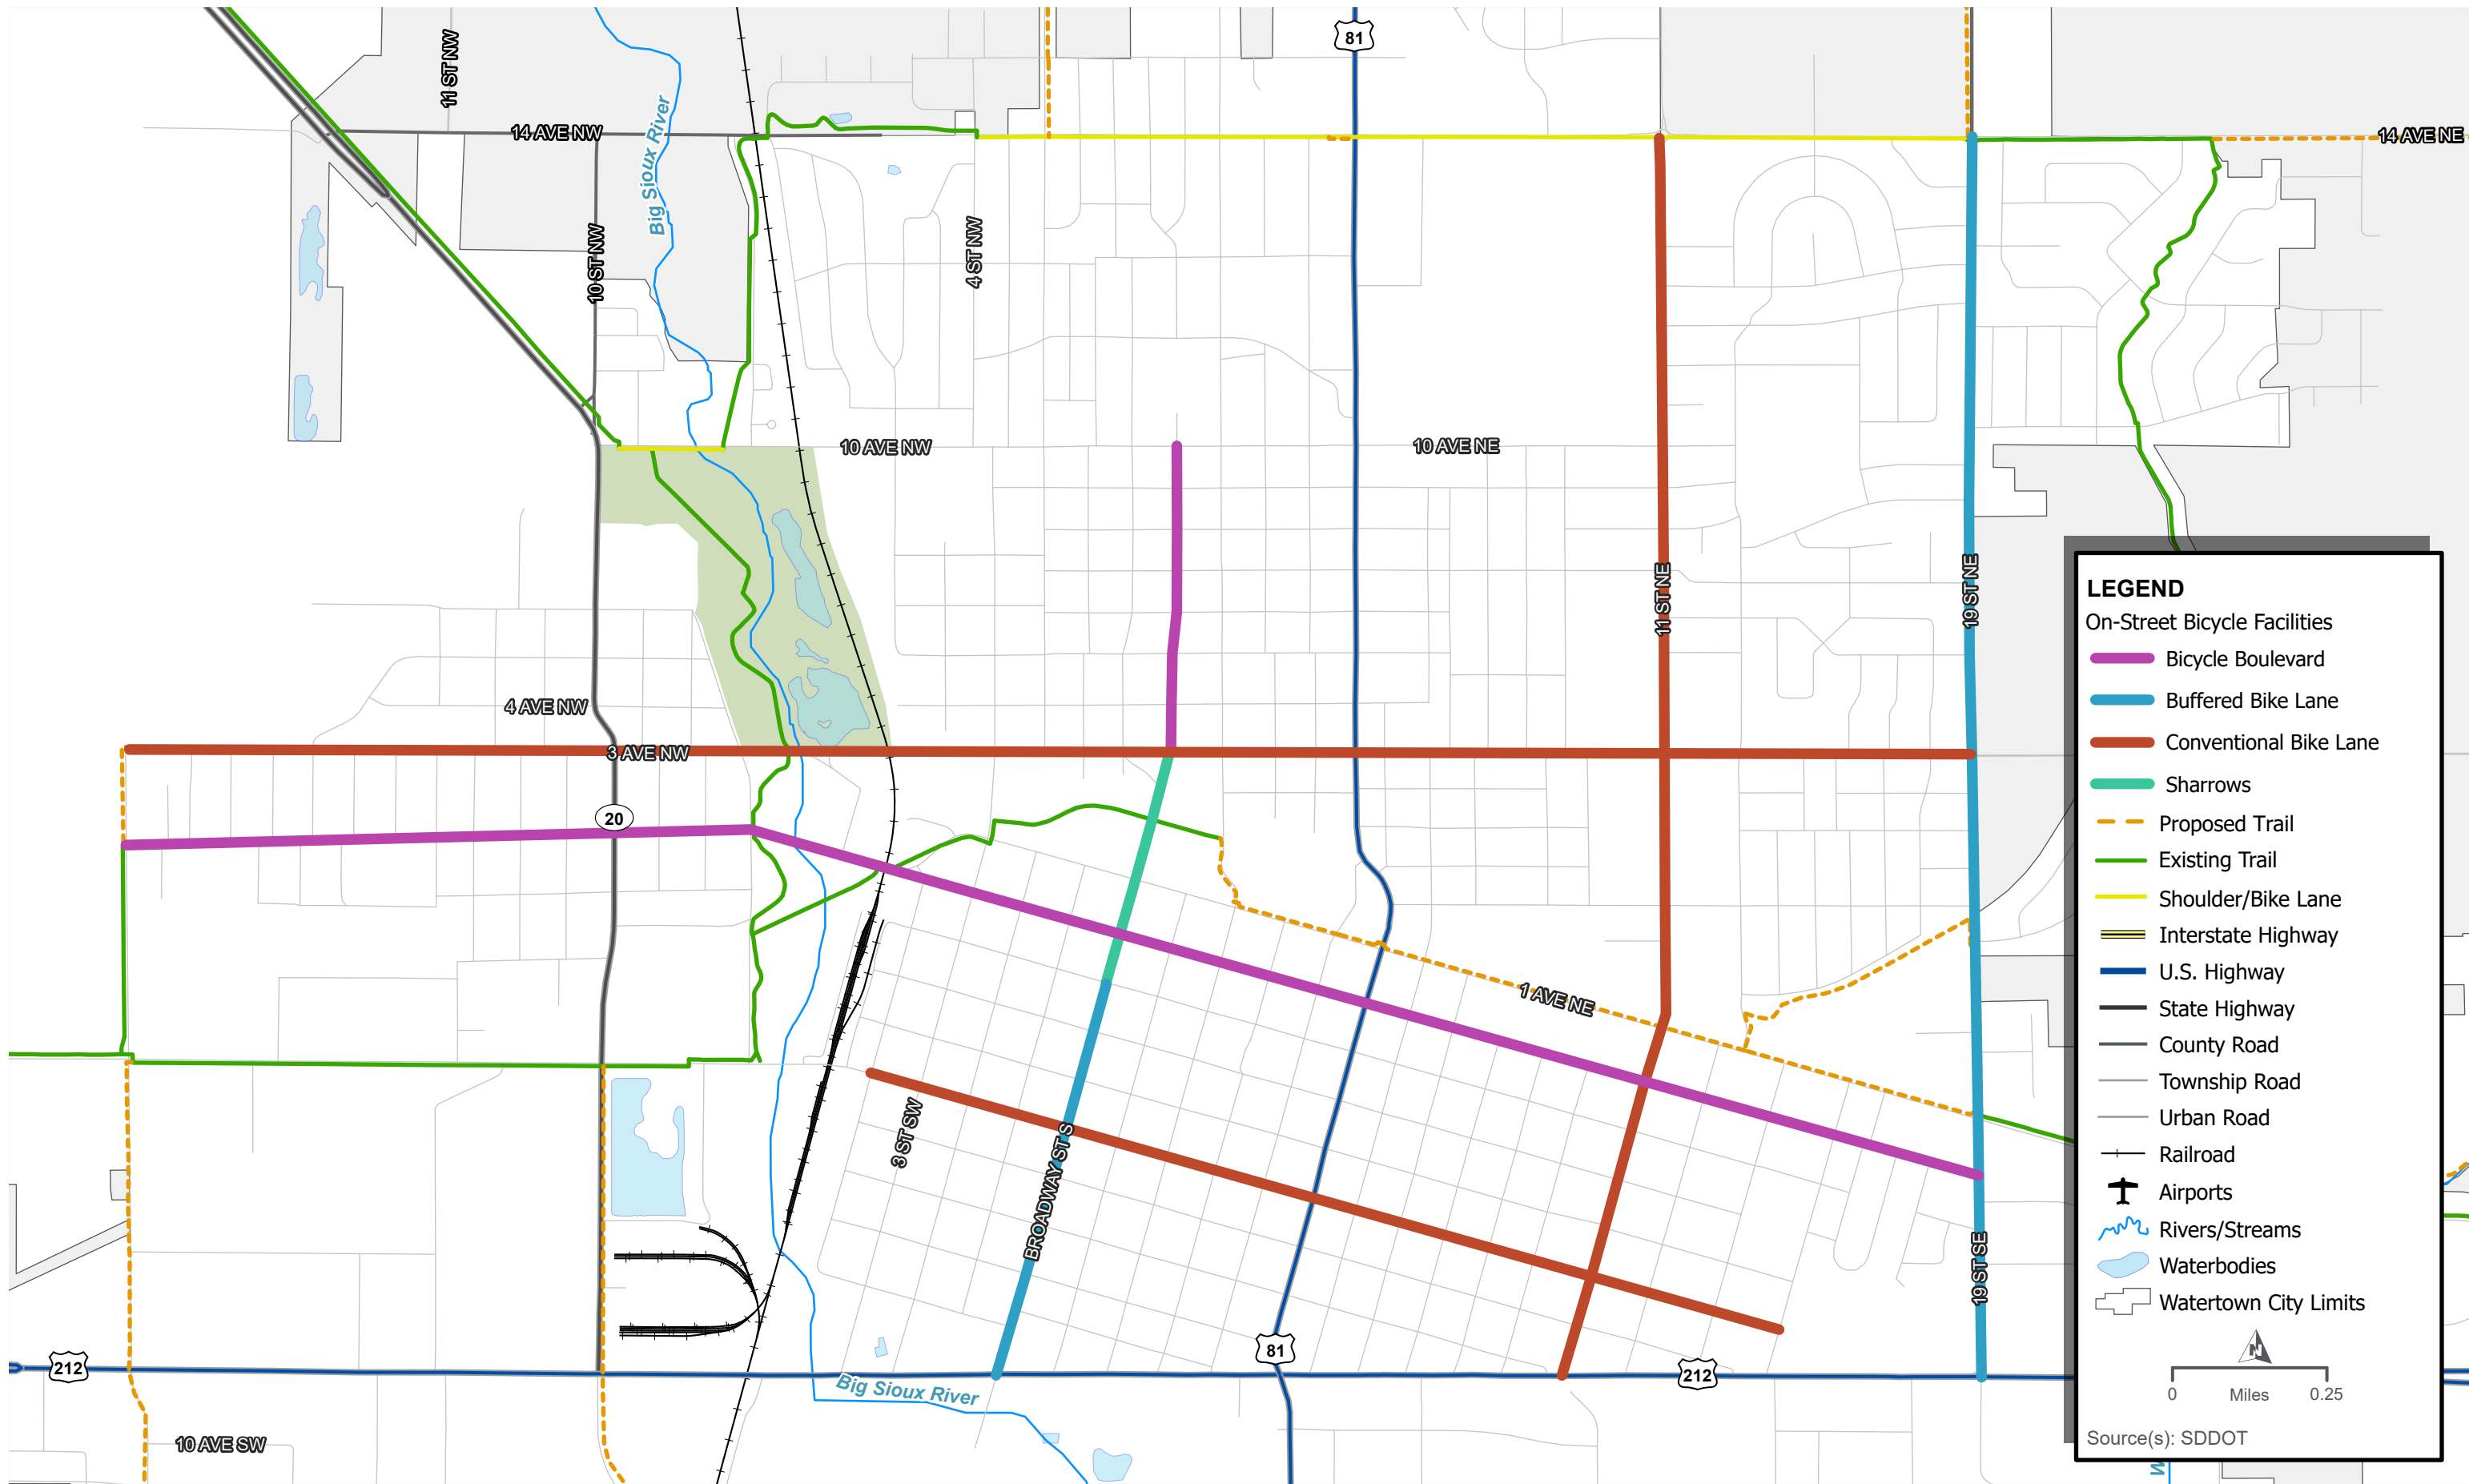 81
11 ST NW
14 AVE NW
14 AVE NE
Big Sioux River
10 ST NW
4 ST NW
10 AVE NW
10 AVE NE
11 ST NE
19 ST NE
4 AVE NW
3 AVE NW
20
1 AVE NE
3 ST SW
BROADWAY ST S
19 ST SE
81
212
212
Big Sioux River
10 AVE SW
LEGEND
On-Street Bicycle Facilities
Bicycle Boulevard
Buffered Bike Lane
Conventional Bike Lane
Sharrows
Proposed Trail
Existing Trail
Shoulder/Bike Lane
Interstate Highway
U.S. Highway
State Highway
County Road
Township Road
Urban Road
Railroad
Airports
Rivers/Streams
Waterbodies
Watertown City Limits
N
0 Miles 0.25
Source(s): SDDOT